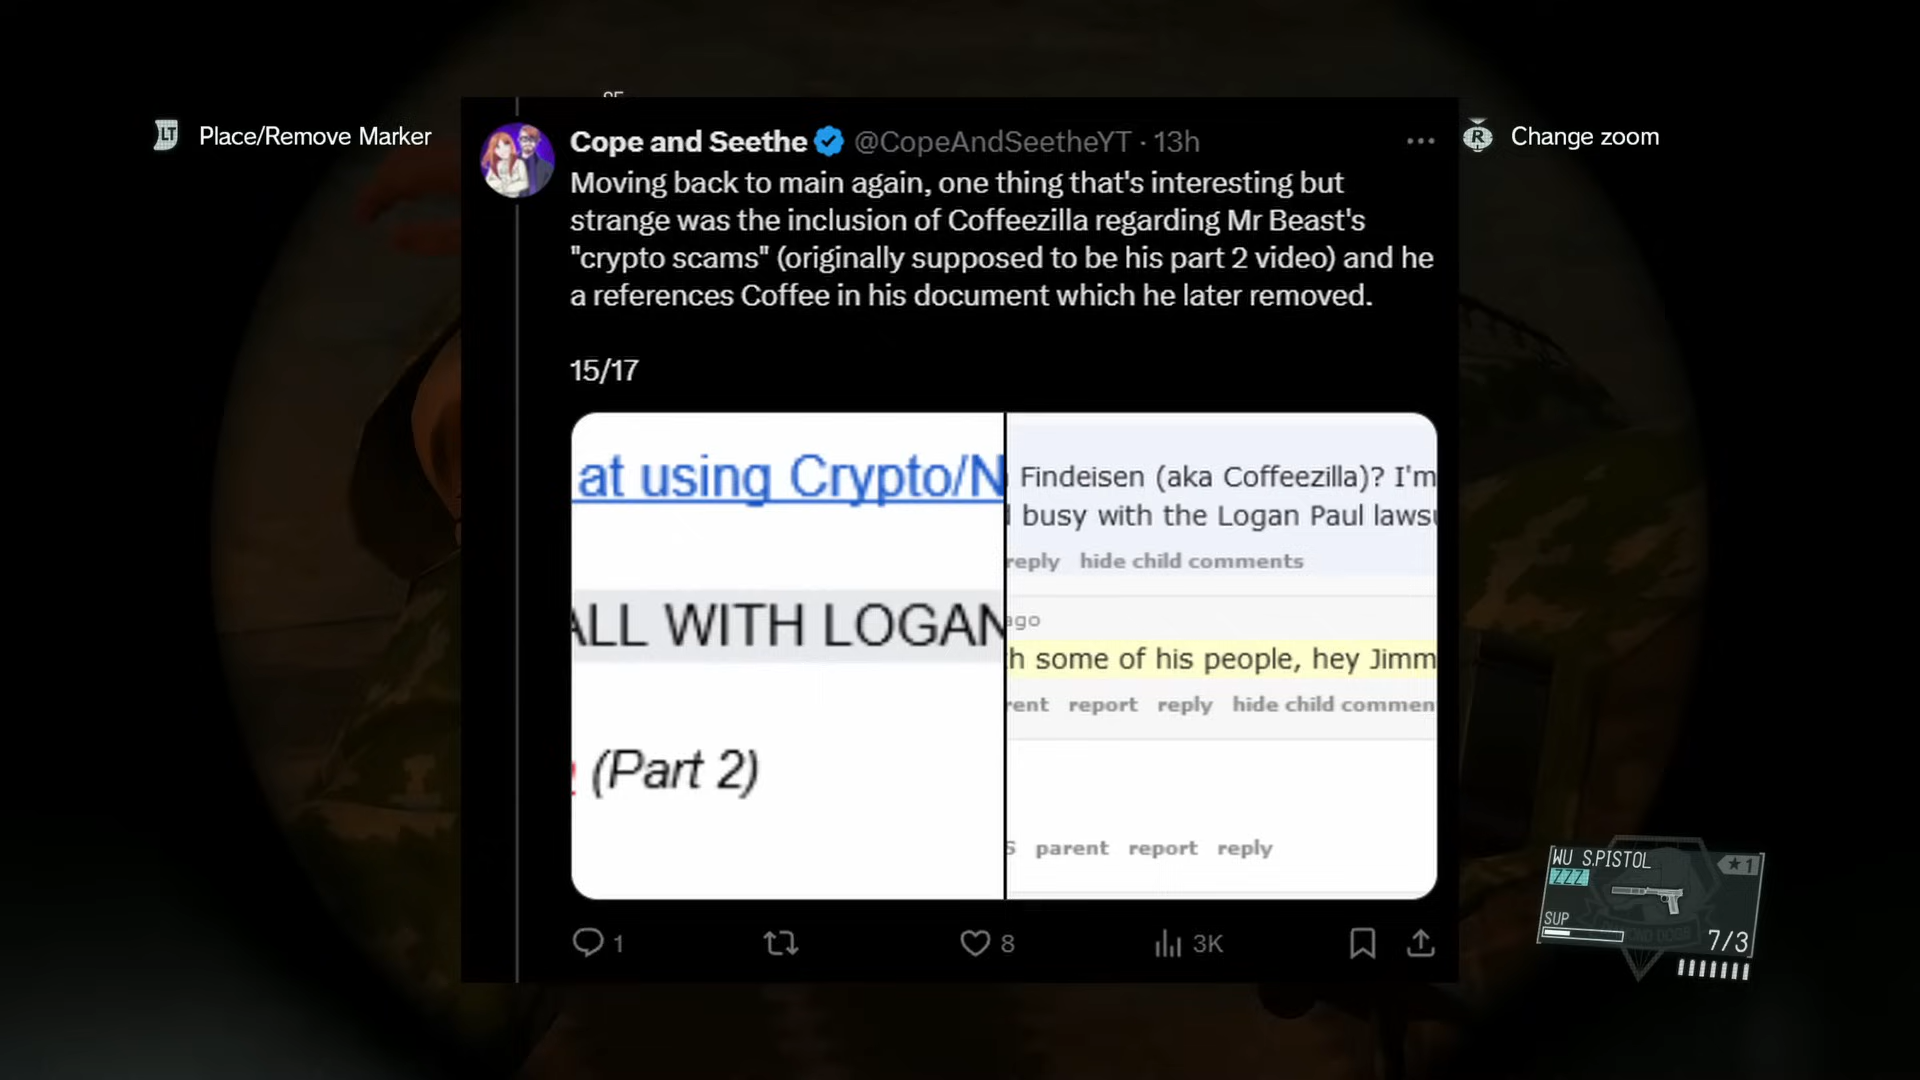 Place/Remove Marker
Change zoom
Cope and Seethe @CopeAndSeetheYT · 13h
Moving back to main again, one thing that's interesting but
strange was the inclusion of Coffeezilla regarding Mr Beast's
"crypto scams" (originally supposed to be his part 2 video) and he
a references Coffee in his document which he later removed.
15/17
at using Crypto/N
ALL WITH LOGAN
(Part 2)
Findeisen (aka Coffeezilla)? I'm
busy with the Logan Paul laws
reply hide child comments
ago
h some of his people, hey Jimm
rent report reply hide child commen
S parent report reply
1
8
3K
LT
R
WU S.PISTOL
★1
ZZZ
SUP
7/3